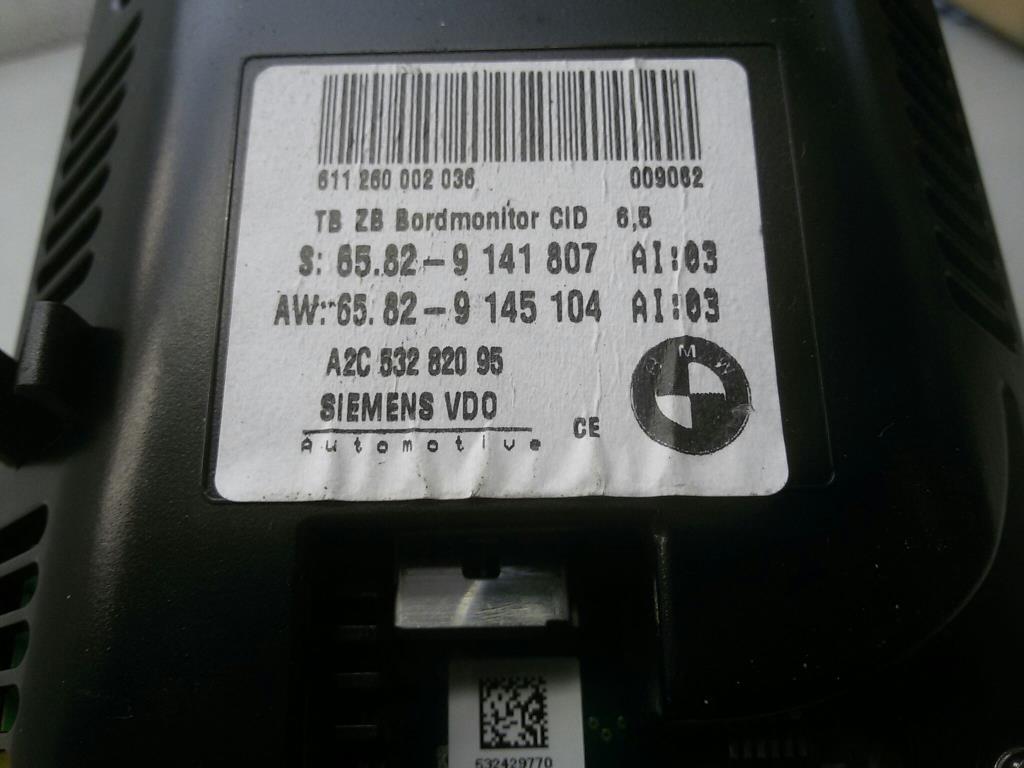 611 260 002 036 009062
TB ZB Bordmonitor CID 6,5
S: 65.82-9 141 807 AI:03
AW: 65.82-9 145 104 AI:03
A2C 532 820 95
SIEMENS VDO
Automotive CE
BMW
532429770